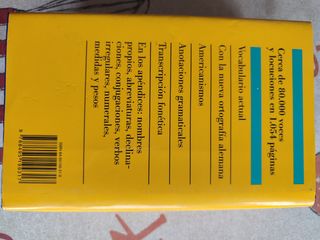 Cerca de 80.000 voces
y locuciones en 1.054 páginas
Vocabulario actual
Con la nueva ortografía alemana
Americanismos
Anotaciones gramaticales
Transcripción fonética
En los apéndices: nombres
propios, abreviaturas, declina-
ciones, conjugaciones, verbos
irregulares, numerales,
medidas y pesos